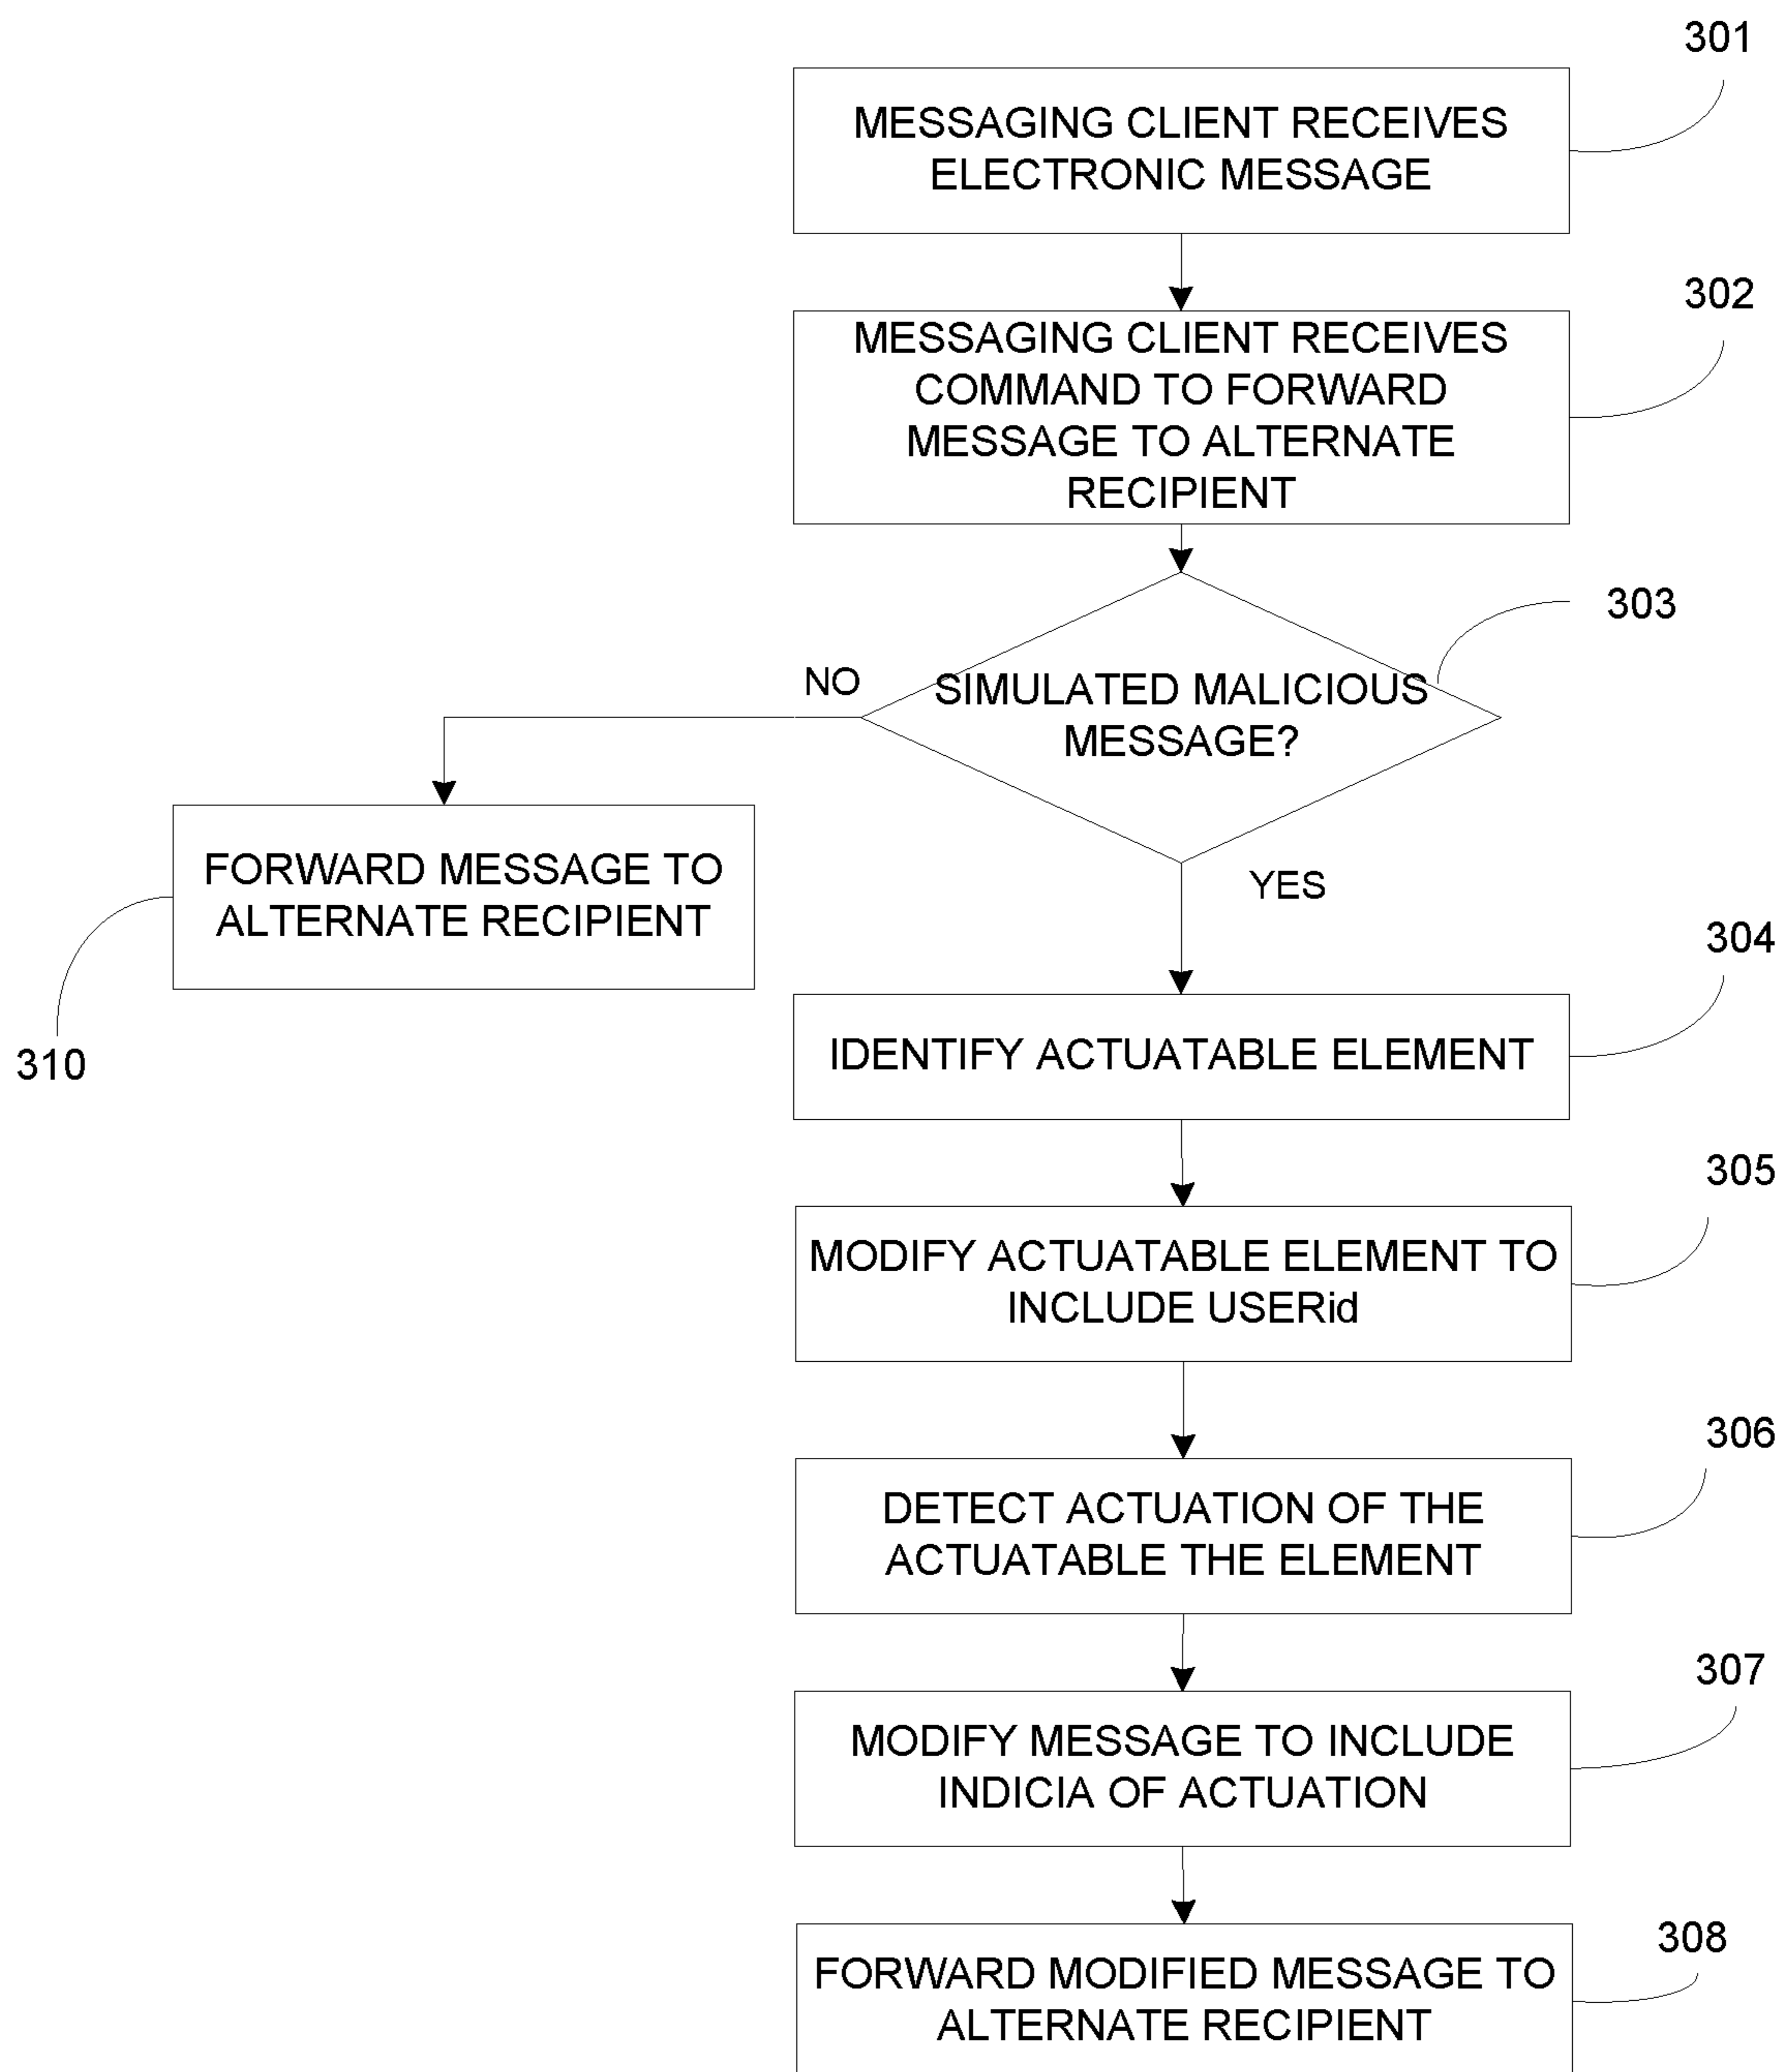 301
MESSAGING CLIENT RECEIVES
ELECTRONIC MESSAGE
302
MESSAGING CLIENT RECEIVES
COMMAND TO FORWARD
MESSAGE TO ALTERNATE
RECIPIENT
303
NO
SIMULATED MALICIOUS
MESSAGE?
FORWARD MESSAGE TO
ALTERNATE RECIPIENT
YES
310
304
IDENTIFY ACTUATABLE ELEMENT
305
MODIFY ACTUATABLE ELEMENT TO
INCLUDE USERid
306
DETECT ACTUATION OF THE
ACTUATABLE THE ELEMENT
307
MODIFY MESSAGE TO INCLUDE
INDICIA OF ACTUATION
308
FORWARD MODIFIED MESSAGE TO
ALTERNATE RECIPIENT